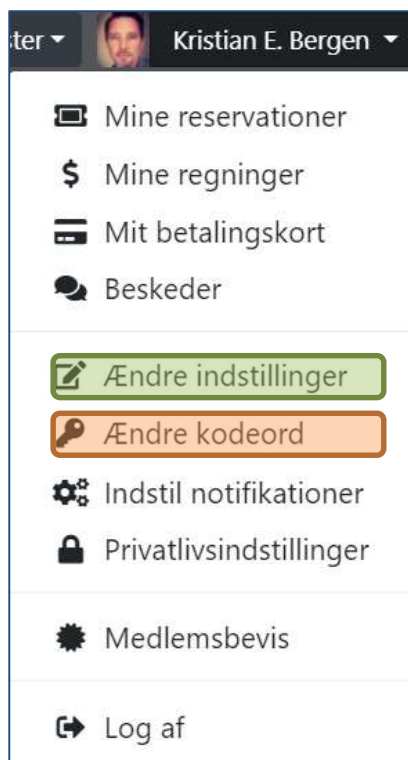 ter Kristian E. Bergen
Mine reservationer
Mine regninger
Mit betalingskort
Beskeder
Ændre indstillinger
Ændre kodeord
Indstil notifikationer
Privatlivsindstillinger
Medlemsbevis
Log af